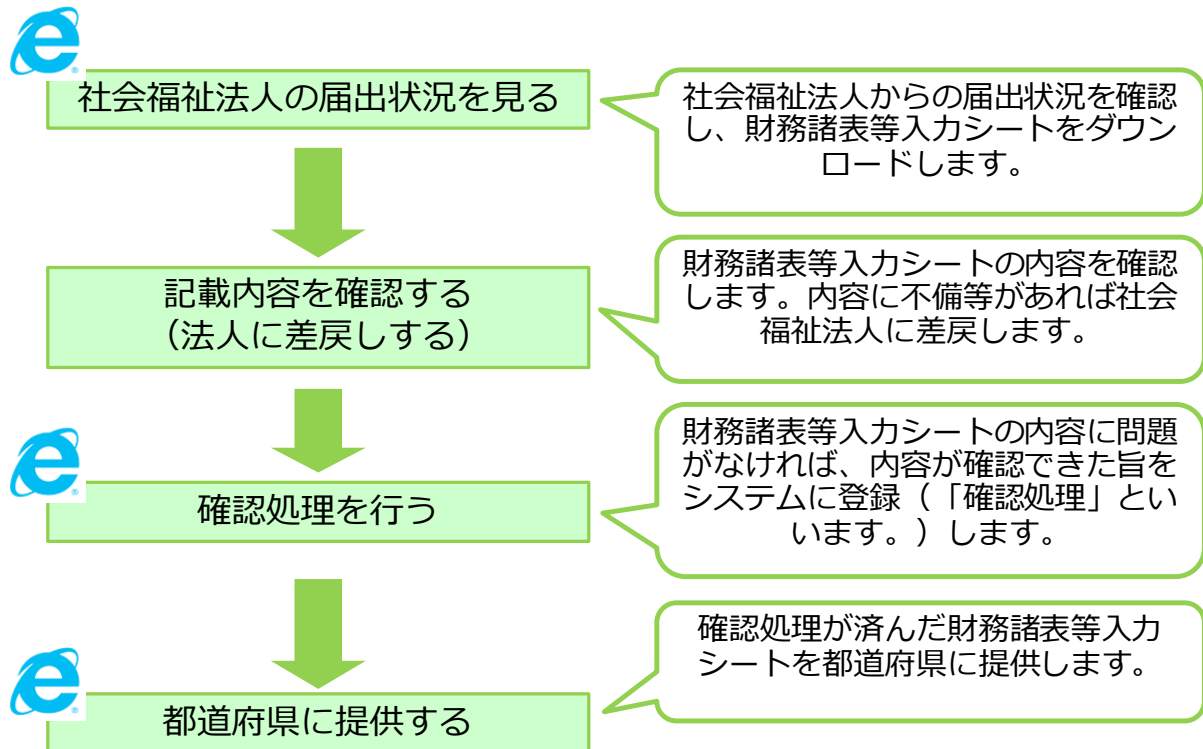 社会福祉法人の届出状況を見る
社会福祉法人からの届出状況を確認
し、財務諸表等入力シートをダウン
ロードします。
記載内容を確認する
（法人に差戻しする）
財務諸表等入力シートの内容を確認
します。内容に不備等があれば社会
福祉法人に差戻します。
確認処理を行う
財務諸表等入力シートの内容に問題
がなければ、内容が確認できた旨を
システムに登録（「確認処理」とい
います。）します。
都道府県に提供する
確認処理が済んだ財務諸表等入力
シートを都道府県に提供します。